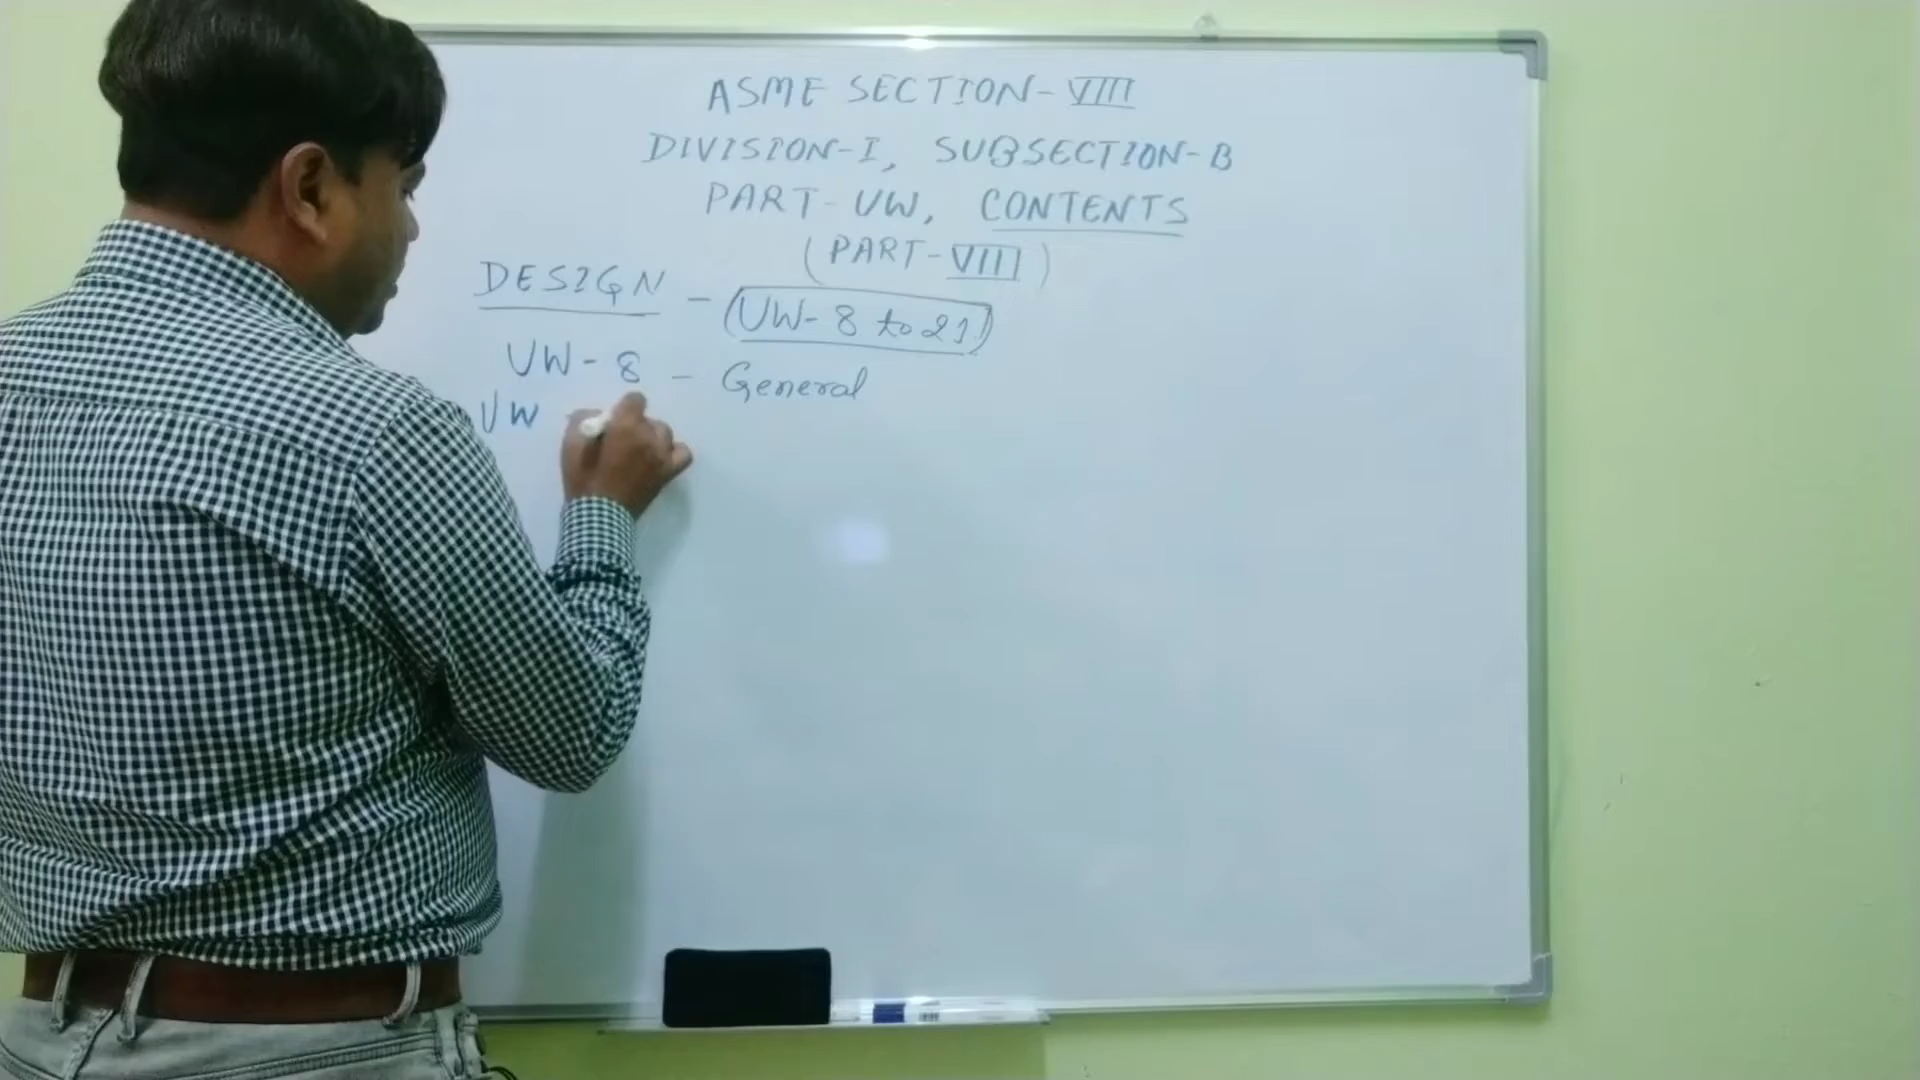 ASME SECTION-VIII
DIVISION-I, SUBSECTION-B
PART-UW, CONTENTS
(PART-VIII)
DESIGN - (UW-8 to 21)
UW-8 - General
UW